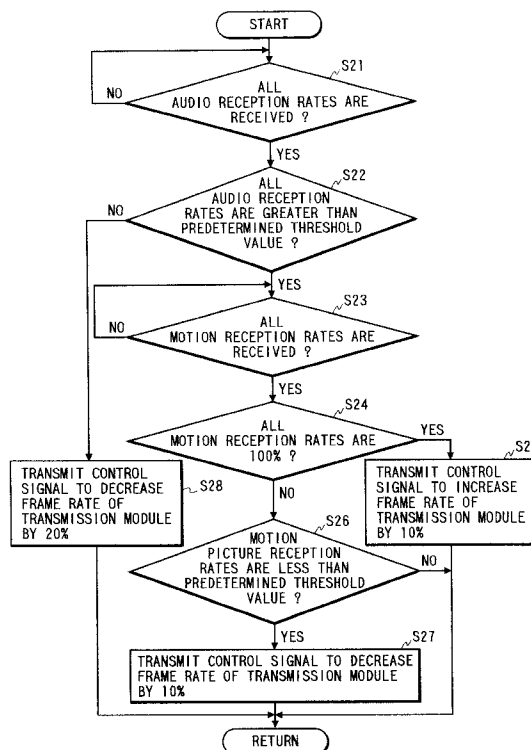 START
S21
NO
ALL
AUDIO RECEPTION RATES ARE
RECEIVED ?
YES
S22
NO
ALL
AUDIO RECEPTION
RATES ARE GREATER THAN
PREDETERMINED THRESHOLD
VALUE ?
YES
S23
NO
ALL
MOTION RECEPTION RATES ARE
RECEIVED ?
YES
S24
ALL
MOTION RECEPTION RATES ARE
100% ?
YES
NO
TRANSMIT CONTROL
SIGNAL TO DECREASE
FRAME RATE OF
TRANSMISSION MODULE
BY 20%
S28
TRANSMIT CONTROL
SIGNAL TO INCREASE
FRAME RATE OF
TRANSMISSION MODULE
BY 10%
S26
MOTION
PICTURE RECEPTION
RATES ARE LESS THAN
PREDETERMINED THRESHOLD
VALUE ?
NO
YES
S27
TRANSMIT CONTROL SIGNAL TO DECREASE
FRAME RATE OF TRANSMISSION MODULE
BY 10%
RETURN